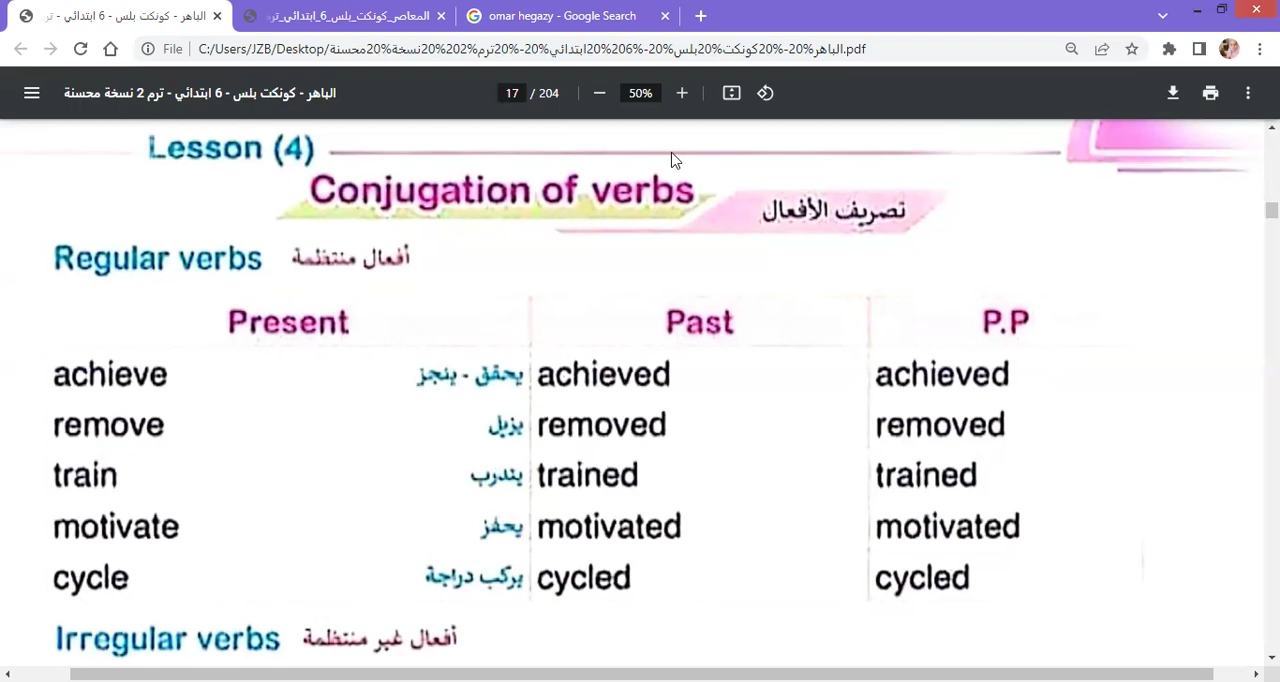 الباهر - كونكت بلس - 6 ابتدائي - تر
المعاصر_كونكت_بلس_6_ابتدائي_تر
omar hegazy - Google Search
File
C:/Users/JZB/Desktop/الباهر%20-%20كونكت%20بلس%20-%206%20ابتدائي%20-%20ترم%202%20نسخة%20محسنة.pdf
الباهر - كونكت بلس - 6 ابتدائي - ترم 2 نسخة محسنة
17 / 204
50%
Lesson (4)
Conjugation of verbs تصريف الأفعال
Regular verbs أفعال منتظمة
Present Past P.P
achieve يحقق - ينجز achieved achieved
remove يزيل removed removed
train يتدرب trained trained
motivate يحفز motivated motivated
cycle يركب دراجة cycled cycled
Irregular verbs أفعال غير منتظمة